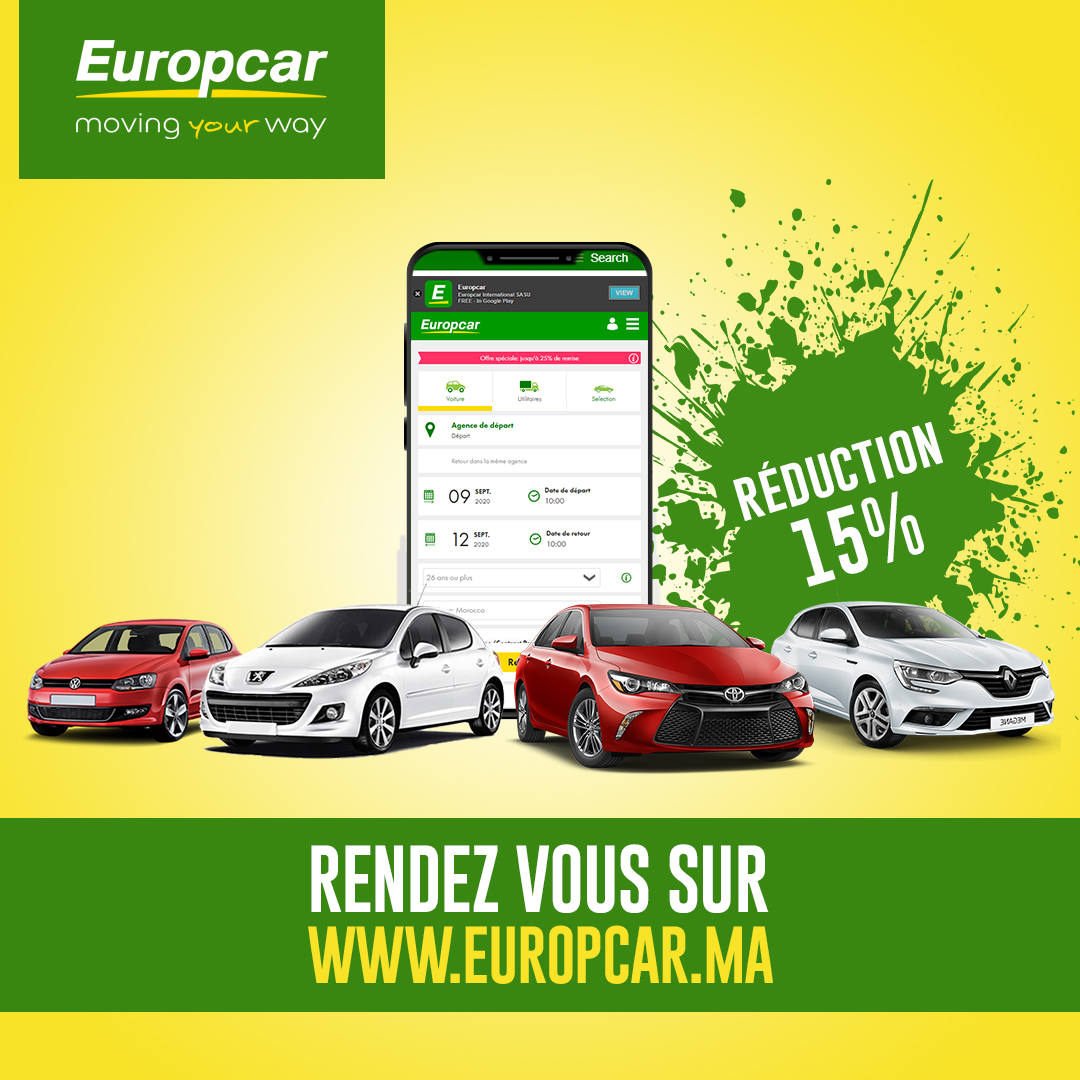 Europcar
moving your way
Search
Europcar
Europcar International SASU
FREE - In Google Play
VIEW
Europcar
Offre spéciale: jusqu'à 25% de remise
Voiture
Utilitaires
Selection
Agence de départ
Départ
Retour dans la même agence
09 SEPT. 2020
Date de départ
10:00
12 SEPT. 2020
Date de retour
10:00
26 ans ou plus
Morocco
Re
RÉDUCTION
15%
MEGANE
RENDEZ VOUS SUR
WWW.EUROPCAR.MA